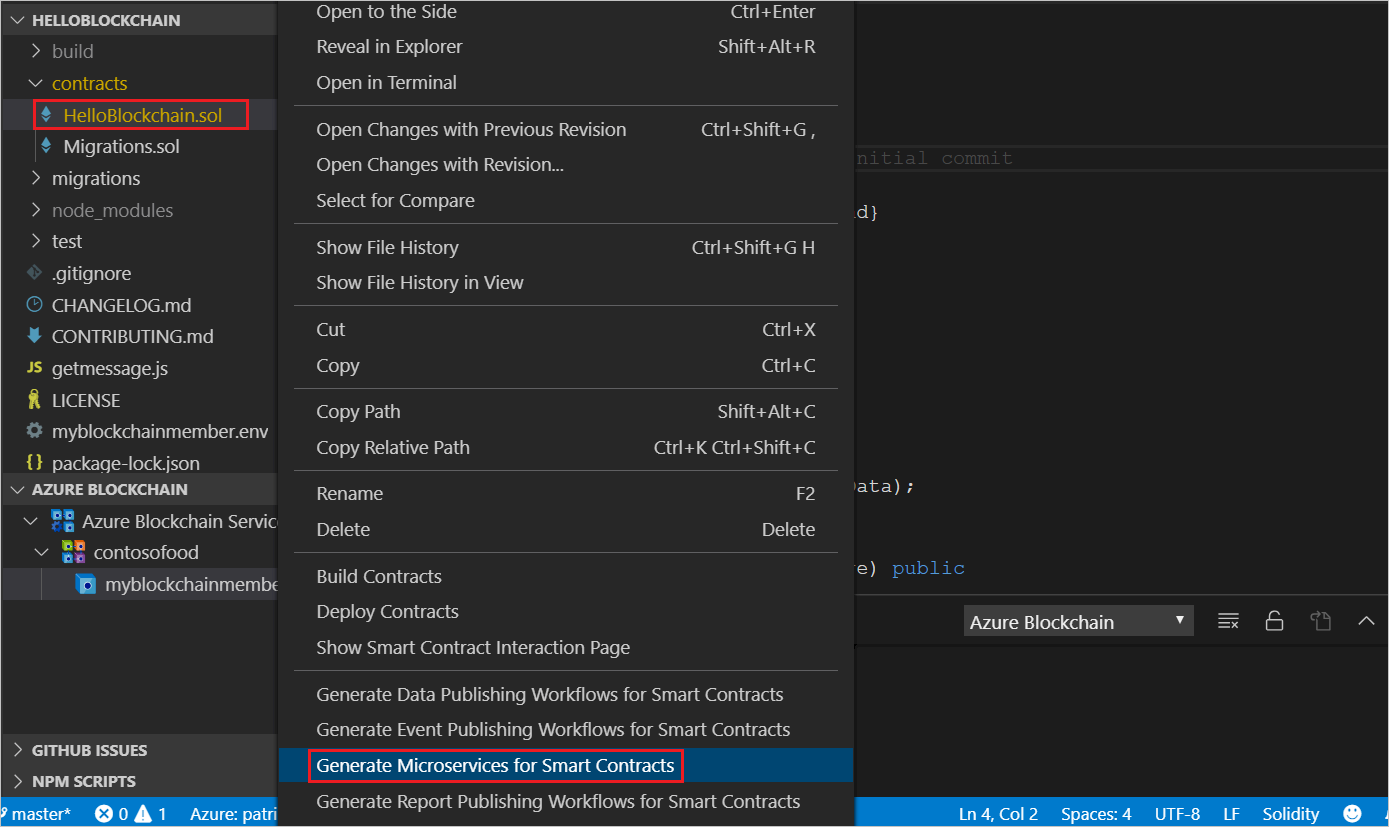 HELLOBLOCKCHAIN
build
contracts
HelloBlockchain.sol
Migrations.sol
migrations
node_modules
test
.gitignore
CHANGELOG.md
CONTRIBUTING.md
JS getmessage.js
LICENSE
myblockchainmember.env
{} package-lock.json
AZURE BLOCKCHAIN
Azure Blockchain Servic
contosofood
myblockchainmembe
GITHUB ISSUES
NPM SCRIPTS
Open to the Side Ctrl+Enter
Reveal in Explorer Shift+Alt+R
Open in Terminal
Open Changes with Previous Revision Ctrl+Shift+G ,
Open Changes with Revision...
Select for Compare
Show File History Ctrl+Shift+G H
Show File History in View
Cut Ctrl+X
Copy Ctrl+C
Copy Path Shift+Alt+C
Copy Relative Path Ctrl+K Ctrl+Shift+C
Rename F2
Delete Delete
Build Contracts
Deploy Contracts
Show Smart Contract Interaction Page
Generate Data Publishing Workflows for Smart Contracts
Generate Event Publishing Workflows for Smart Contracts
Generate Microservices for Smart Contracts
Generate Report Publishing Workflows for Smart Contracts
nitial commit
d}
ata);
e) public
Azure Blockchain
master* 0 1 Azure: patri Ln 4, Col 2 Spaces: 4 UTF-8 LF Solidity